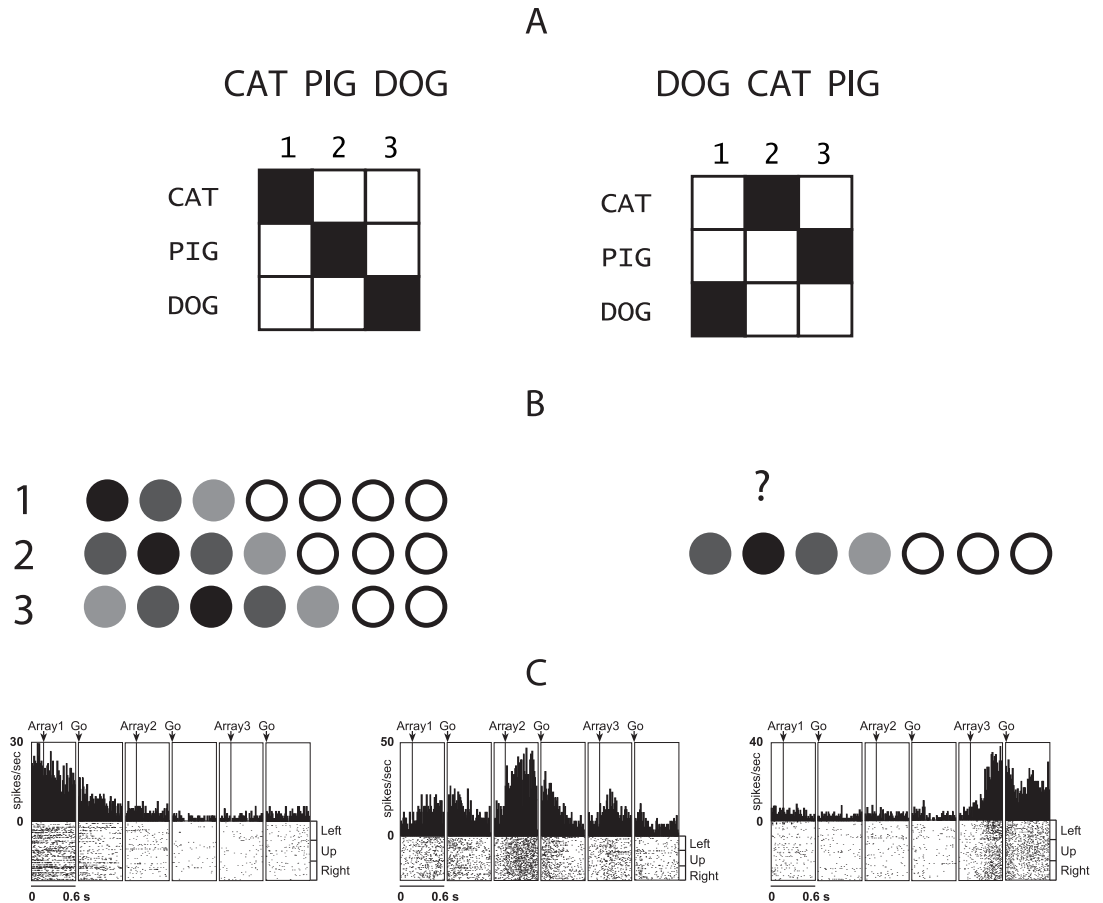 A
CAT PIG DOG
DOG CAT PIG
1 2 3
CAT
PIG
DOG
1 2 3
CAT
PIG
DOG
B
1
2
3
?
C
Array1 Go Array2 Go Array3 Go
30
spikes/sec
0
Left
Up
Right
0 0.6 s
Array1 Go Array2 Go Array3 Go
50
spikes/sec
0
Left
Up
Right
0 0.6 s
Array1 Go Array2 Go Array3 Go
40
spikes/sec
0
Left
Up
Right
0 0.6 s